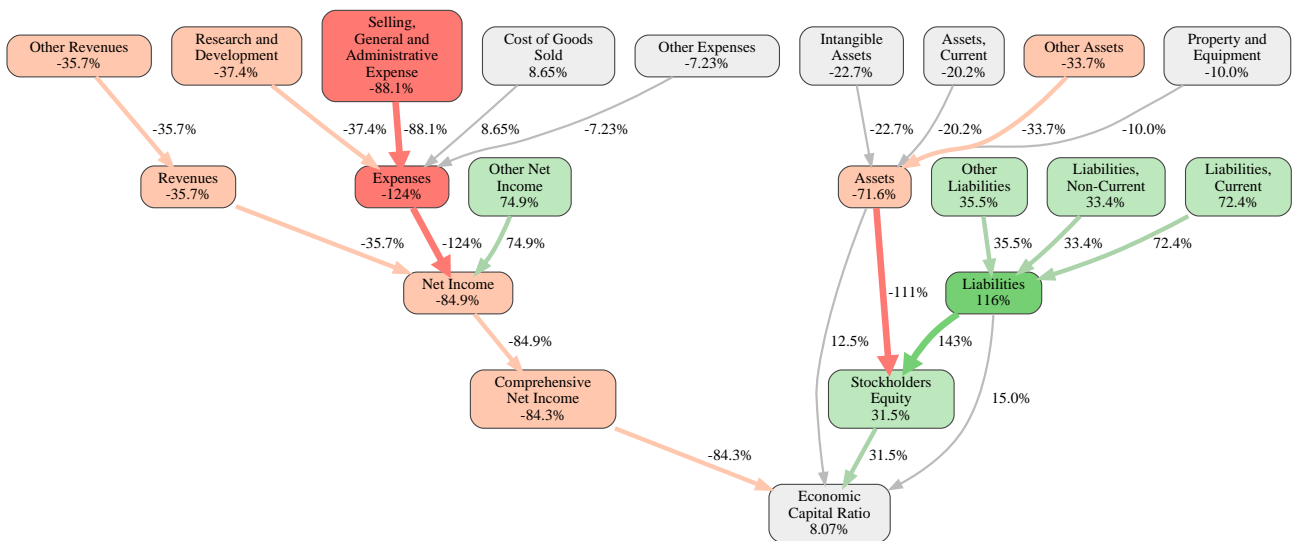 Other Revenues
-35.7%
Research and
Development
-37.4%
Selling,
General and
Administrative
Expense
-88.1%
Cost of Goods
Sold
8.65%
Other Expenses
-7.23%
Intangible
Assets
-22.7%
Assets,
Current
-20.2%
Other Assets
-33.7%
Property and
Equipment
-10.0%
-35.7%
-37.4%
-88.1%
8.65%
-7.23%
-22.7%
-20.2%
-33.7%
-10.0%
Revenues
-35.7%
Expenses
-124%
Other Net
Income
74.9%
Assets
-71.6%
Other
Liabilities
35.5%
Liabilities,
Non-Current
33.4%
Liabilities,
Current
72.4%
-35.7%
-124%
74.9%
35.5%
33.4%
72.4%
Net Income
-84.9%
-111%
Liabilities
116%
-84.9%
12.5%
143%
Comprehensive
Net Income
-84.3%
Stockholders
Equity
31.5%
15.0%
-84.3%
31.5%
Economic
Capital Ratio
8.07%